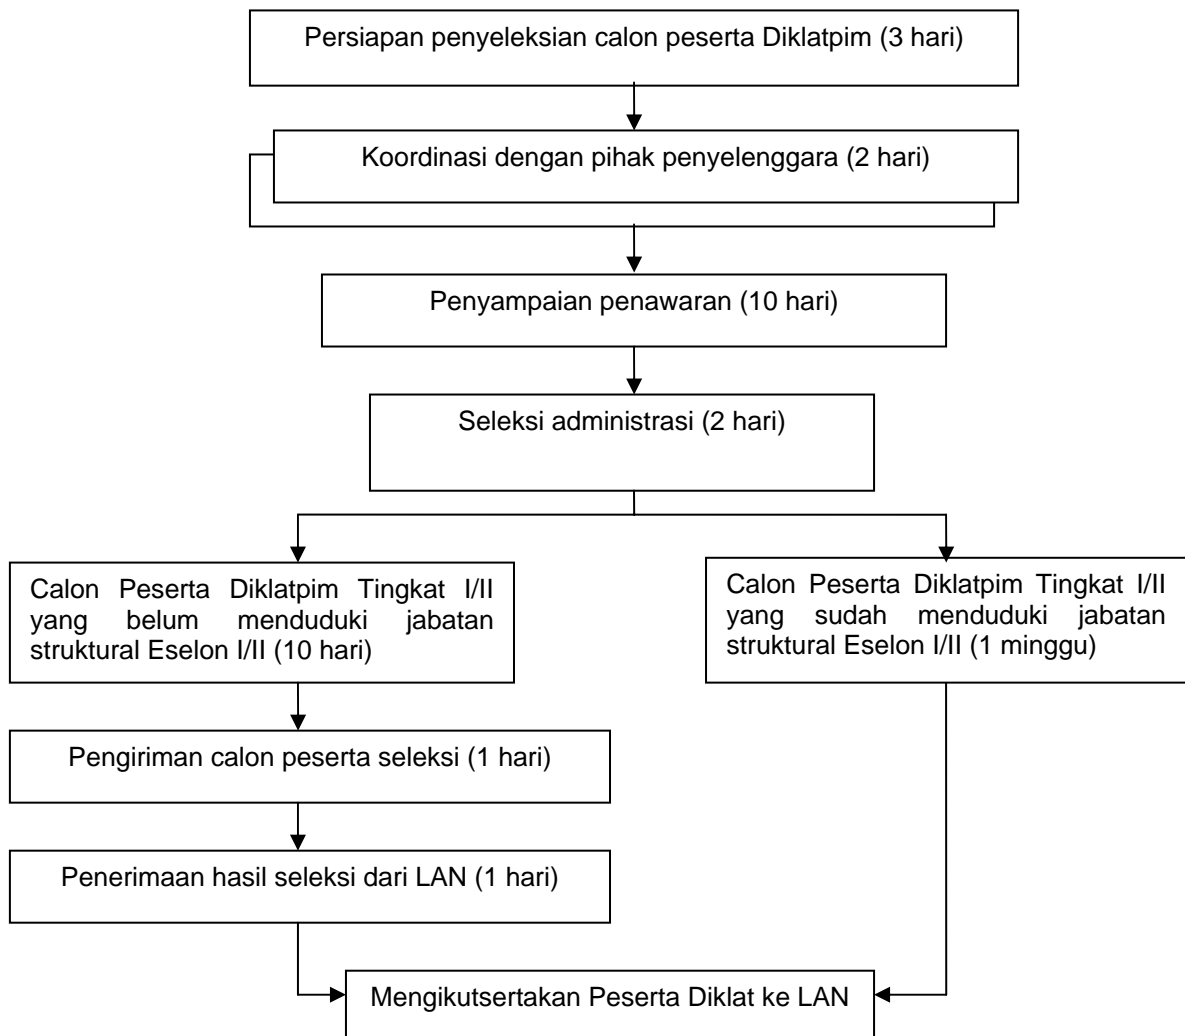 Persiapan penyeleksian calon peserta Diklatpim (3 hari)
Koordinasi dengan pihak penyelenggara (2 hari)
Penyampaian penawaran (10 hari)
Seleksi administrasi (2 hari)
Calon Peserta Diklatpim Tingkat I/II
yang belum menduduki jabatan
struktural Eselon I/II (10 hari)
Calon Peserta Diklatpim Tingkat I/II
yang sudah menduduki jabatan
struktural Eselon I/II (1 minggu)
Pengiriman calon peserta seleksi (1 hari)
Penerimaan hasil seleksi dari LAN (1 hari)
Mengikutsertakan Peserta Diklat ke LAN